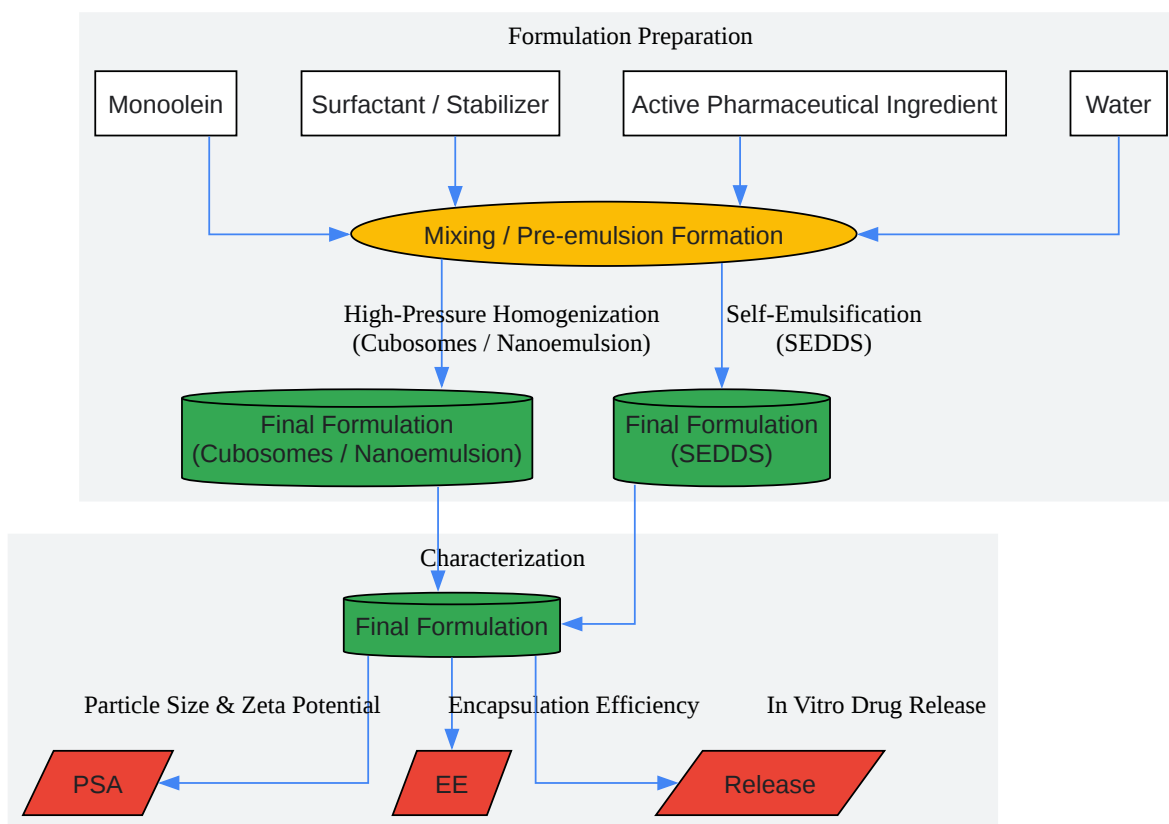 Formulation Preparation
Monoolein
Surfactant / Stabilizer
Active Pharmaceutical Ingredient
Water
Mixing / Pre-emulsion Formation
High-Pressure Homogenization
(Cubosomes / Nanoemulsion)
Self-Emulsification
(SEDDS)
Final Formulation
(Cubosomes / Nanoemulsion)
Final Formulation
(SEDDS)
Characterization
Final Formulation
Particle Size & Zeta Potential
Encapsulation Efficiency
In Vitro Drug Release
PSA
EE
Release